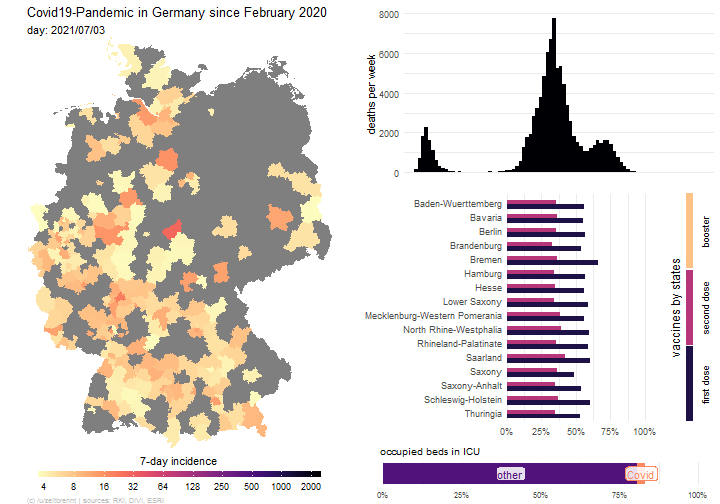 Covid19-Pandemic in Germany since February 2020
day: 2021/07/03
7-day incidence
4 8 16 32 64 200 500 1000 2000
(c) /u/zeitbremt | sources: RKI, DIVI, ESRI
deaths per week
8000
6000
4000
2000
0
Baden-Wuerttemberg
Bavaria
Berlin
Brandenburg
Bremen
Hamburg
Hesse
Lower Saxony
Mecklenburg-Western Pomerania
North Rhine-Westphalia
Rhineland-Palatinate
Saarland
Saxony
Saxony-Anhalt
Schleswig-Holstein
Thuringia
0% 25% 50% 75% 100%
vaccines by states
booster
second dose
first dose
occupied beds in ICU
other Covid
0% 25% 50% 75% 100%